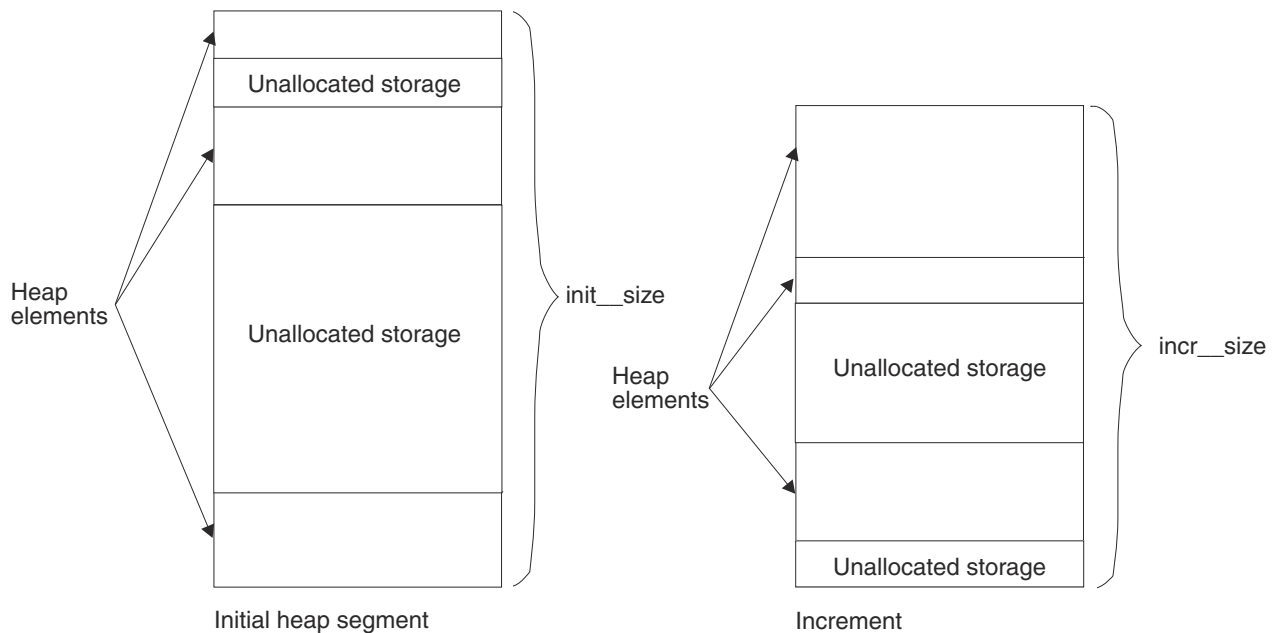 Unallocated storage
Heap
elements
Unallocated storage
init__size
Initial heap segment
Heap
elements
Unallocated storage
incr__size
Unallocated storage
Increment